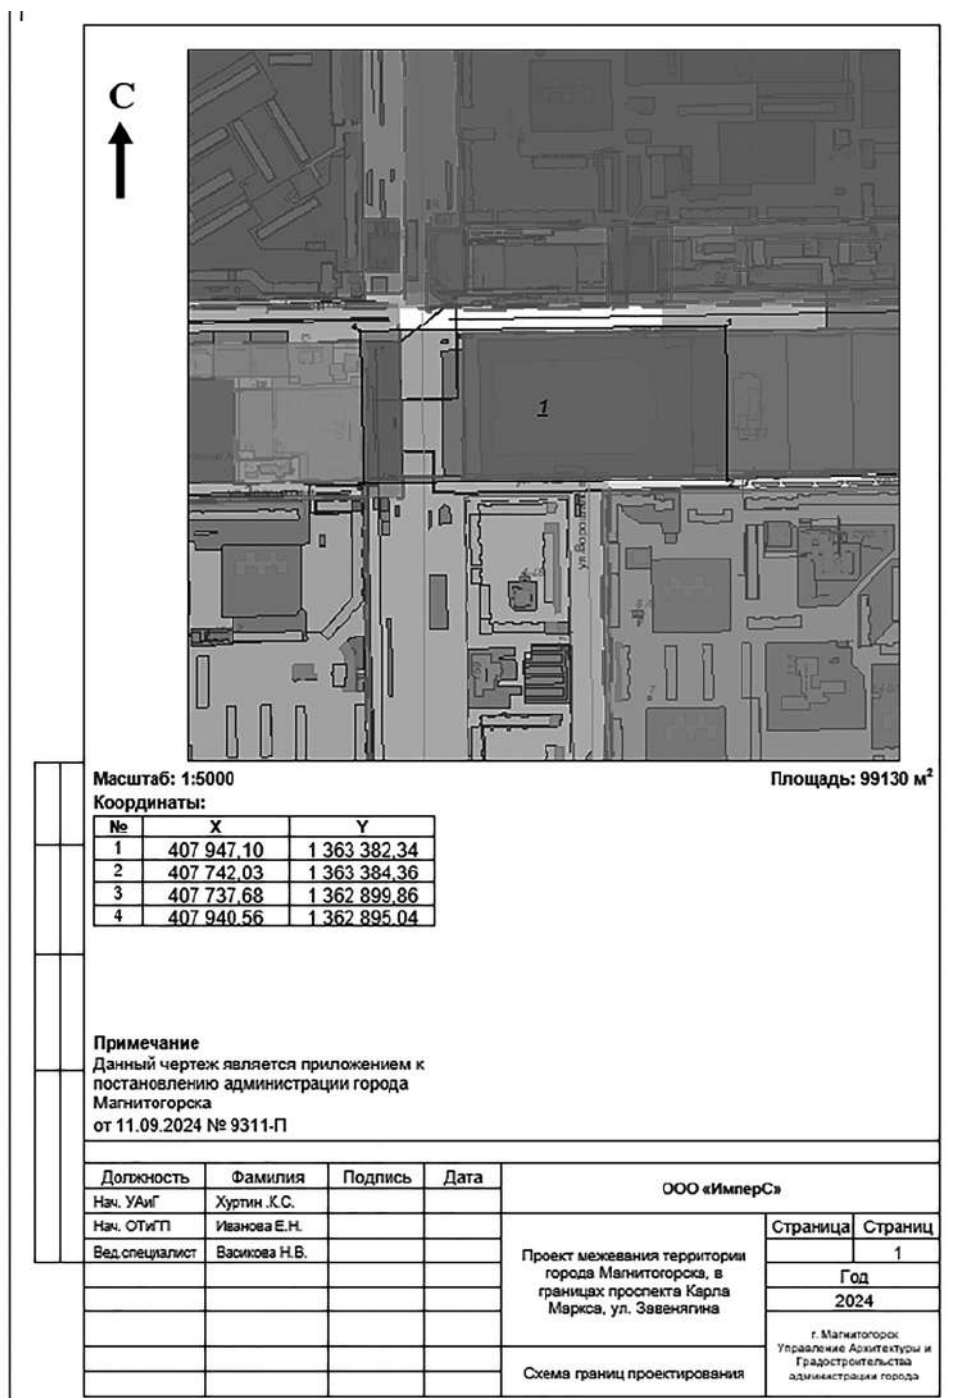 С
1
ул.Ворош
Масштаб: 1:5000
Площадь: 99130 м²
Координаты:
№ X Y
1 407 947,10 1 363 382,34
2 407 742,03 1 363 384,36
3 407 737,68 1 362 899,86
4 407 940,56 1 362 895,04
Примечание
Данный чертеж является приложением к
постановлению администрации города
Магнитогорска
от 11.09.2024 № 9311-П
Должность Фамилия Подпись Дата
ООО «ИмперС»
Нач. УАиГ Хуртин .К.С.
Нач. ОТиГП Иванова Е.Н.
Вед.специалист Васикова Н.В.
Проект межевания территории
города Магнитогорска, в
границах проспекта Карла
Маркса, ул. Завенягина
Страница Страниц
1
Год
2024
Схема границ проектирования
г. Магнитогорск
Управление Архитектуры и
Градостроительства
администрации города